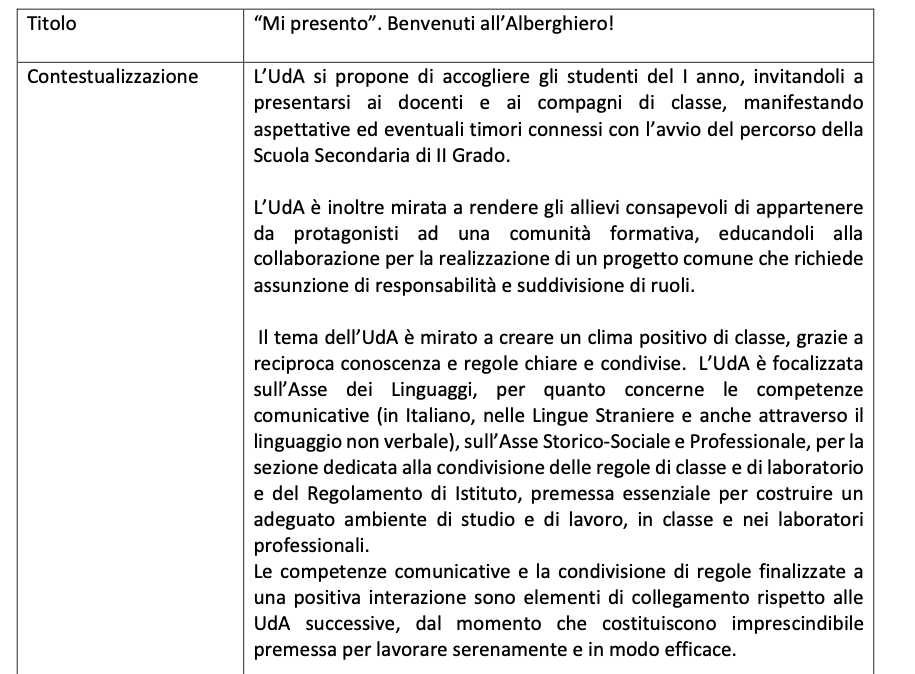 Titolo
“Mi presento”. Benvenuti all’Alberghiero!
Contestualizzazione
L’UdA si propone di accogliere gli studenti del I anno, invitandoli a
presentarsi ai docenti e ai compagni di classe, manifestando
aspettative ed eventuali timori connessi con l’avvio del percorso della
Scuola Secondaria di II Grado.
L’UdA è inoltre mirata a rendere gli allievi consapevoli di appartenere
da protagonisti ad una comunità formativa, educandoli alla
collaborazione per la realizzazione di un progetto comune che richiede
assunzione di responsabilità e suddivisione di ruoli.
Il tema dell’UdA è mirato a creare un clima positivo di classe, grazie a
reciproca conoscenza e regole chiare e condivise. L’UdA è focalizzata
sull’Asse dei Linguaggi, per quanto concerne le competenze
comunicative (in Italiano, nelle Lingue Straniere e anche attraverso il
linguaggio non verbale), sull’Asse Storico-Sociale e Professionale, per la
sezione dedicata alla condivisione delle regole di classe e di laboratorio
e del Regolamento di Istituto, premessa essenziale per costruire un
adeguato ambiente di studio e di lavoro, in classe e nei laboratori
professionali.
Le competenze comunicative e la condivisione di regole finalizzate a
una positiva interazione sono elementi di collegamento rispetto alle
UdA successive, dal momento che costituiscono imprescindibile
premessa per lavorare serenamente e in modo efficace.